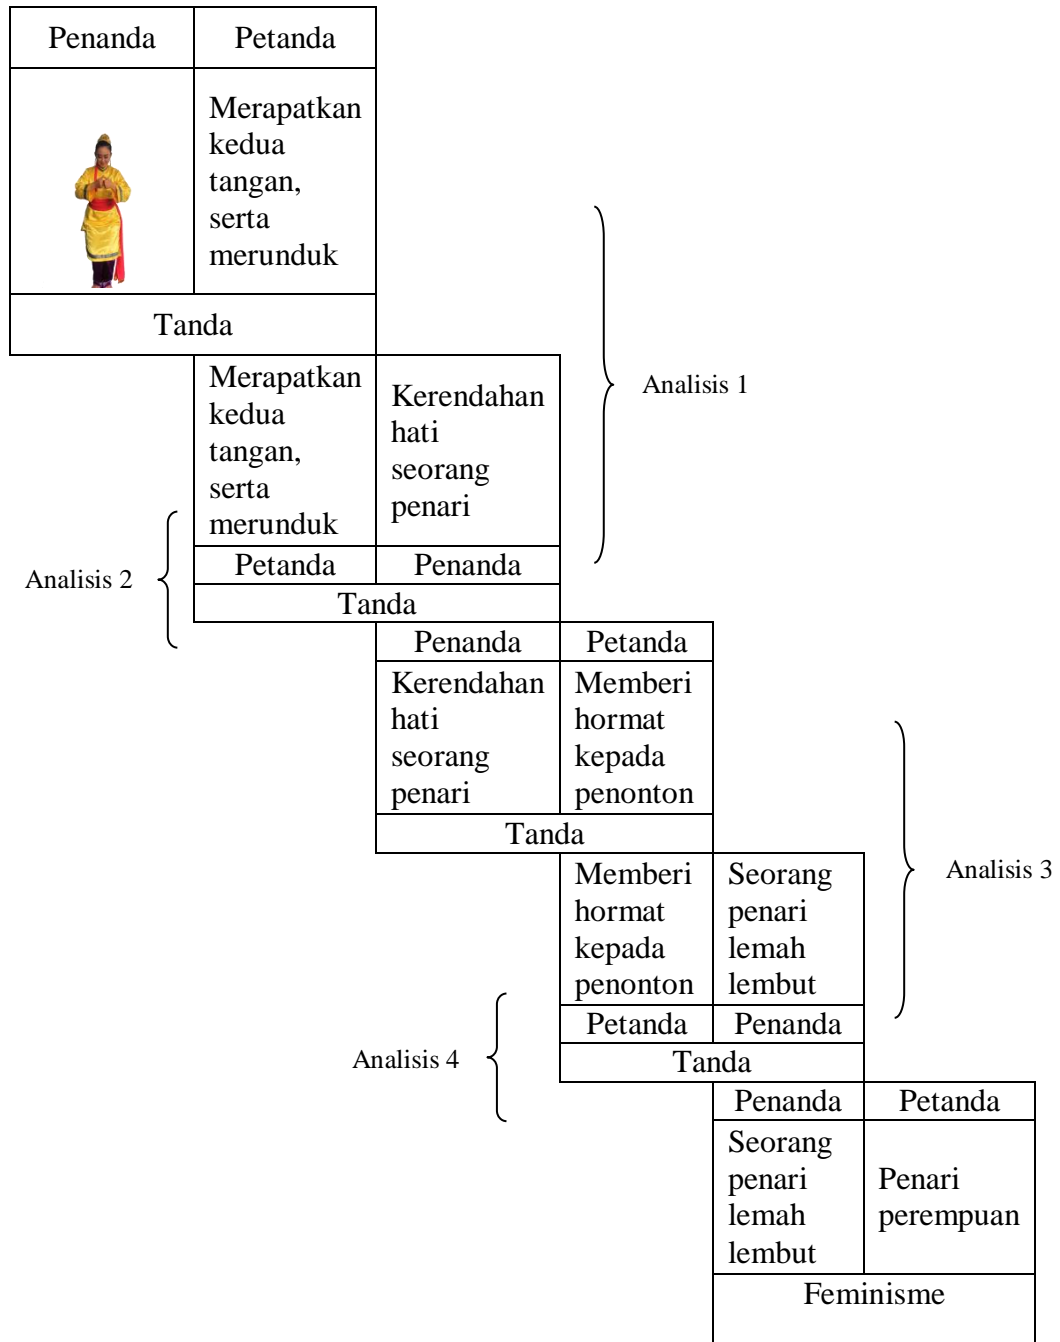 Penanda Petanda
Merapatkan
kedua
tangan,
serta
merunduk
Tanda
Merapatkan
kedua
tangan,
serta
merunduk
Kerendahan
hati
seorang
penari
Analisis 1
Petanda Penanda
Analisis 2
Tanda
Penanda Petanda
Kerendahan
hati
seorang
penari
Memberi
hormat
kepada
penonton
Tanda
Memberi
hormat
kepada
penonton
Seorang
penari
lemah
lembut
Analisis 3
Petanda Penanda
Analisis 4
Tanda
Penanda Petanda
Seorang
penari
lemah
lembut
Penari
perempuan
Feminisme